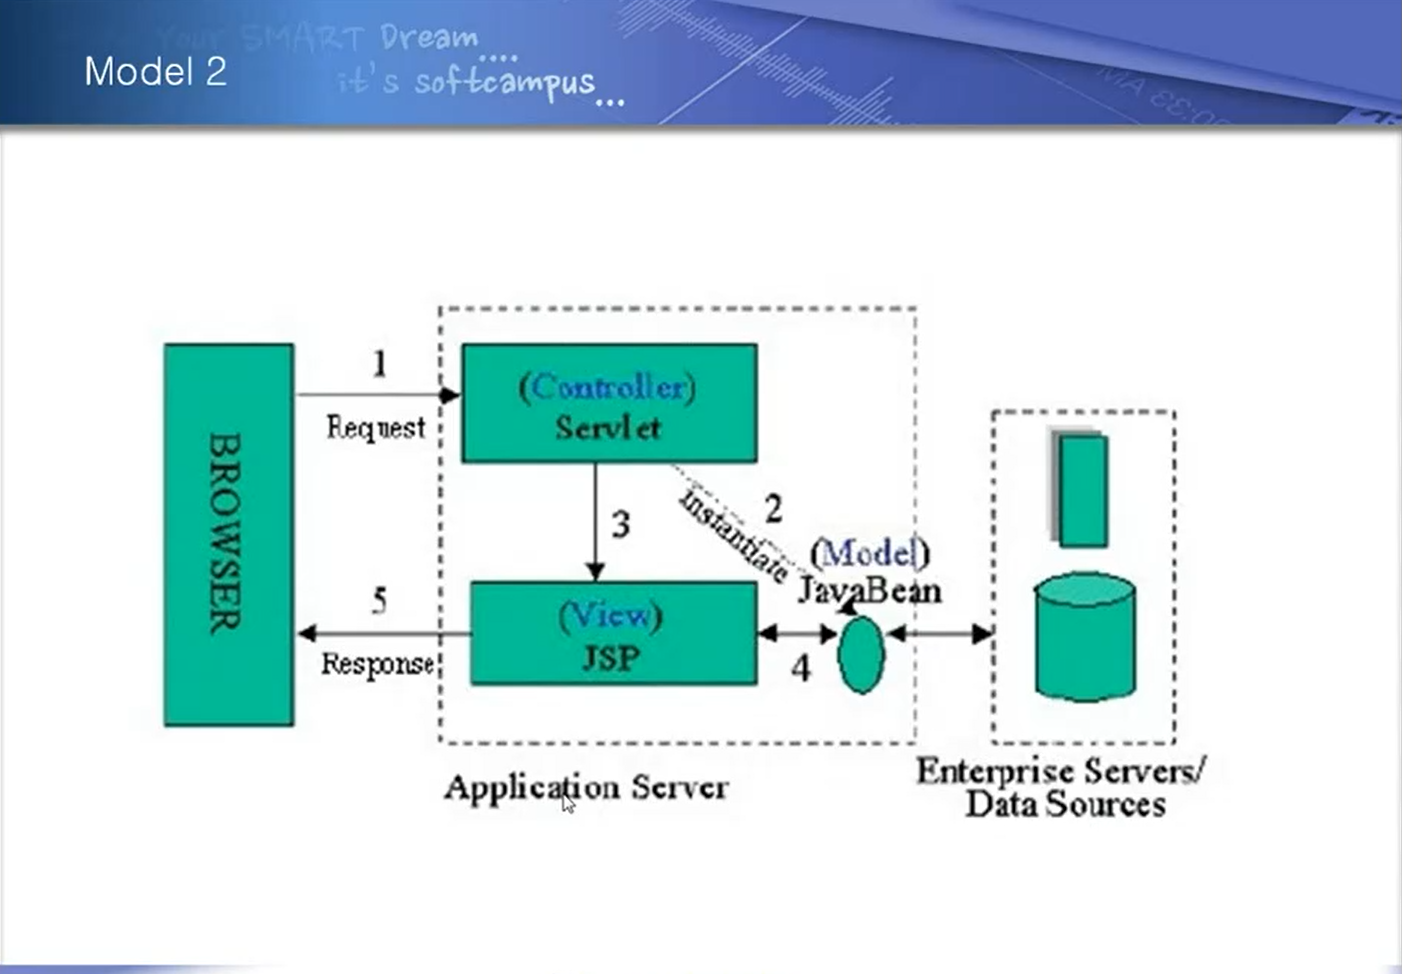 Your SMART Dream
....
it's softcampus...
Model 2
1
Request
(Controller)
Servlet
BROWSER
2
Instantiate
3
(Model)
JavaBean
5
Response
(View)
JSP
4
Application Server
Enterprise Servers/
Data Sources